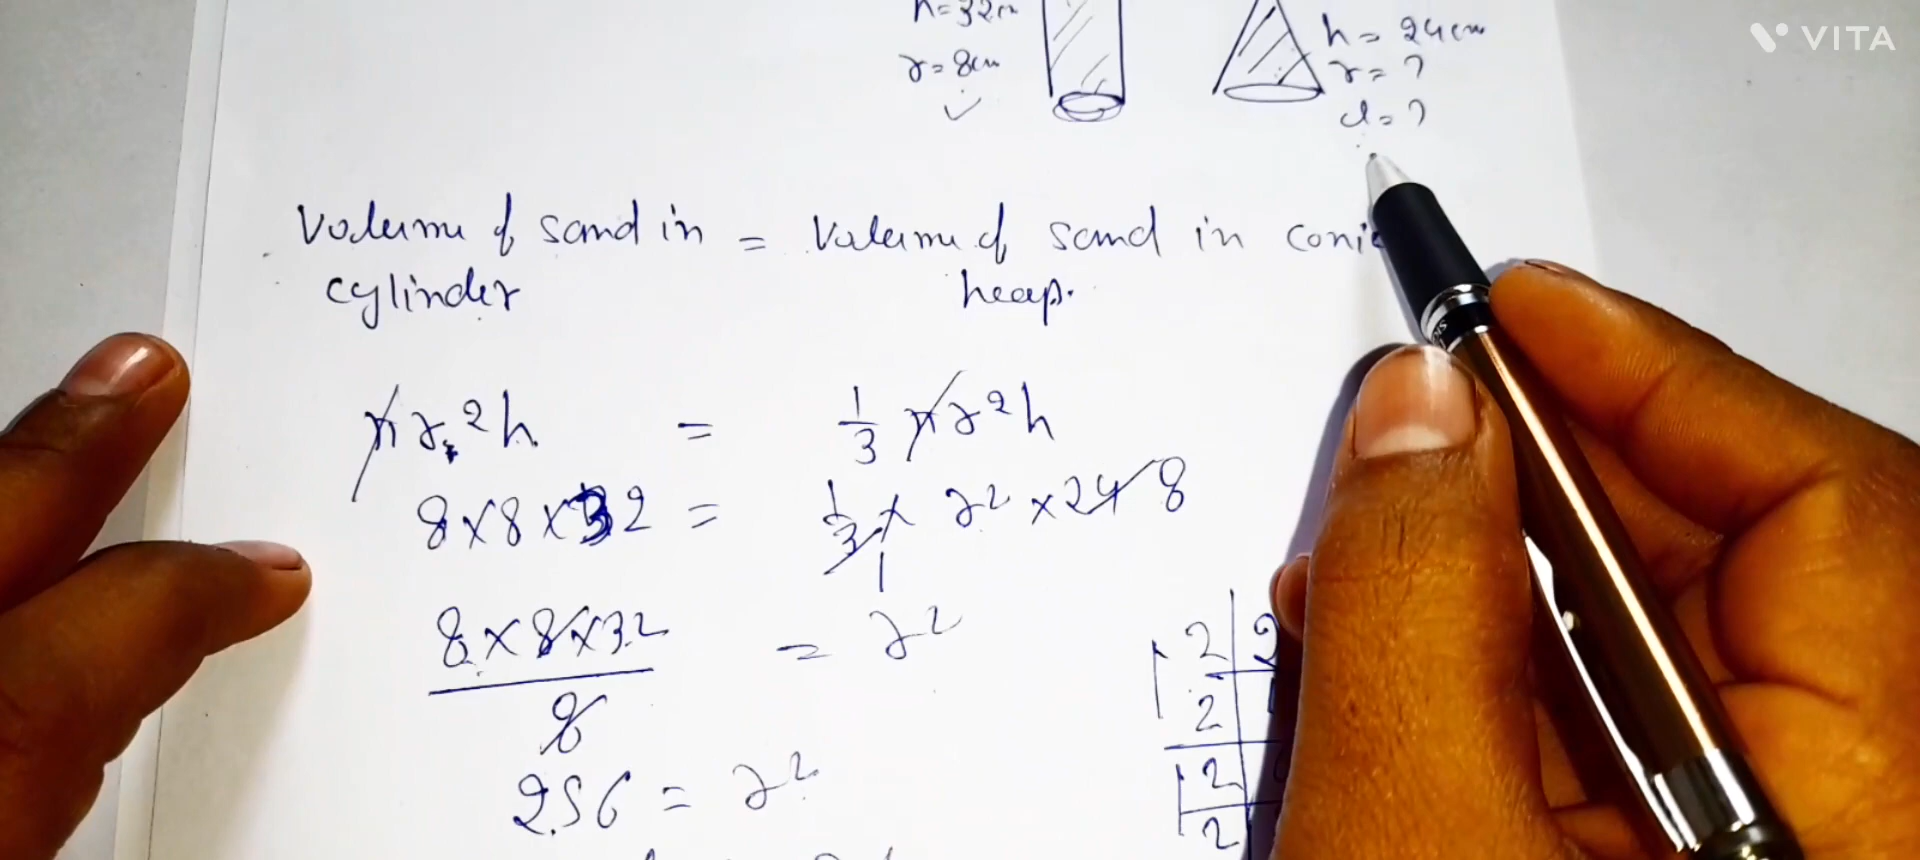 VITA
h=32cm
r=8cm
h=24cm
r=?
d=?
Volume of sand in = Volume of sand in conic
cylinder heap.
πr²h = 1/3 πr²h
8×8×32 = 1/3 × r² × 24 8
1
8×8×32/8 = r²
256 = r²
2 2
2
2
2